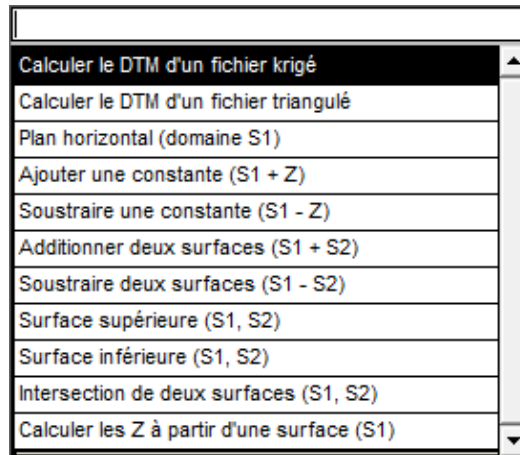 Calculer le DTM d'un fichier krigé
Calculer le DTM d'un fichier triangulé
Plan horizontal (domaine S1)
Ajouter une constante (S1 + Z)
Soustraire une constante (S1 - Z)
Additionner deux surfaces (S1 + S2)
Soustraire deux surfaces (S1 - S2)
Surface supérieure (S1, S2)
Surface inférieure (S1, S2)
Intersection de deux surfaces (S1, S2)
Calculer les Z à partir d'une surface (S1)